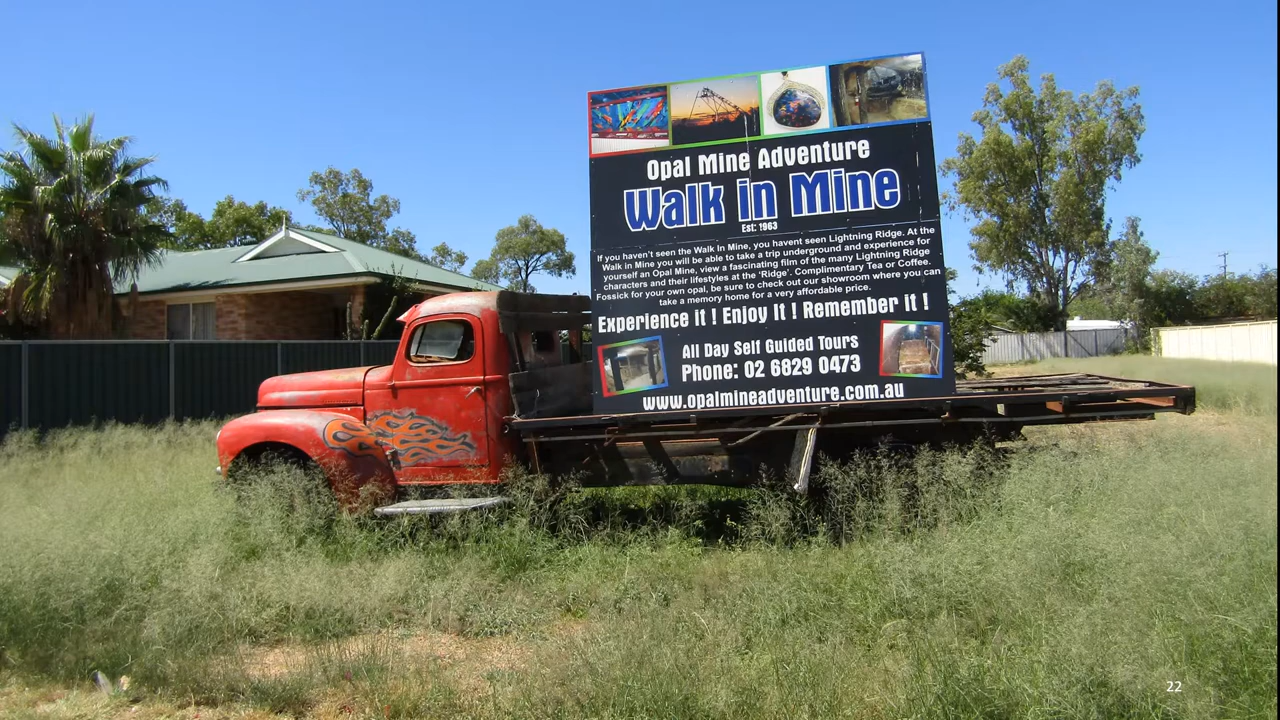 Opal Mine Adventure
Walk in Mine
Est: 1963
If you haven't seen the Walk In Mine, you havent seen Lightning Ridge. At the
Walk in Mine you will be able to take a trip underground and experience for
yourself an Opal Mine, view a fascinating film of the many Lightning Ridge
characters and their lifestyles at the 'Ridge'. Complimentary Tea or Coffee.
Fossick for your own opal, be sure to check out our showroom where you can
take a memory home for a very affordable price.
Experience it ! Enjoy It ! Remember it !
All Day Self Guided Tours
Phone: 02 6829 0473
www.opalmineadventure.com.au
22